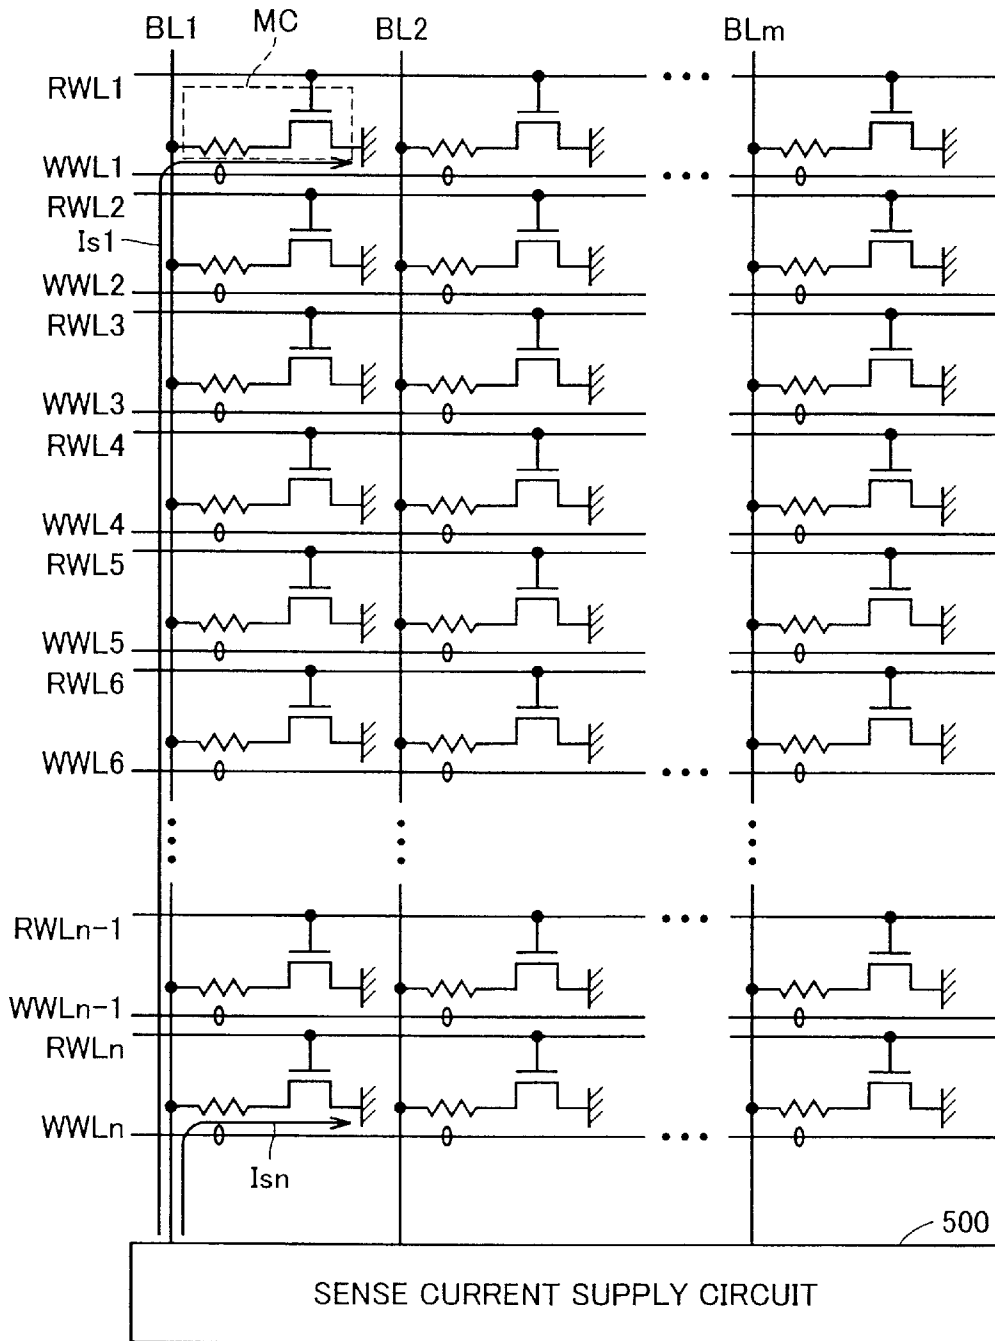 BL1 MC BL2 BLm
RWL1
WWL1
RWL2
Is1
WWL2
RWL3
WWL3
RWL4
WWL4
RWL5
WWL5
RWL6
WWL6
RWLn-1
WWLn-1
RWLn
WWLn
Isn
500
SENSE CURRENT SUPPLY CIRCUIT